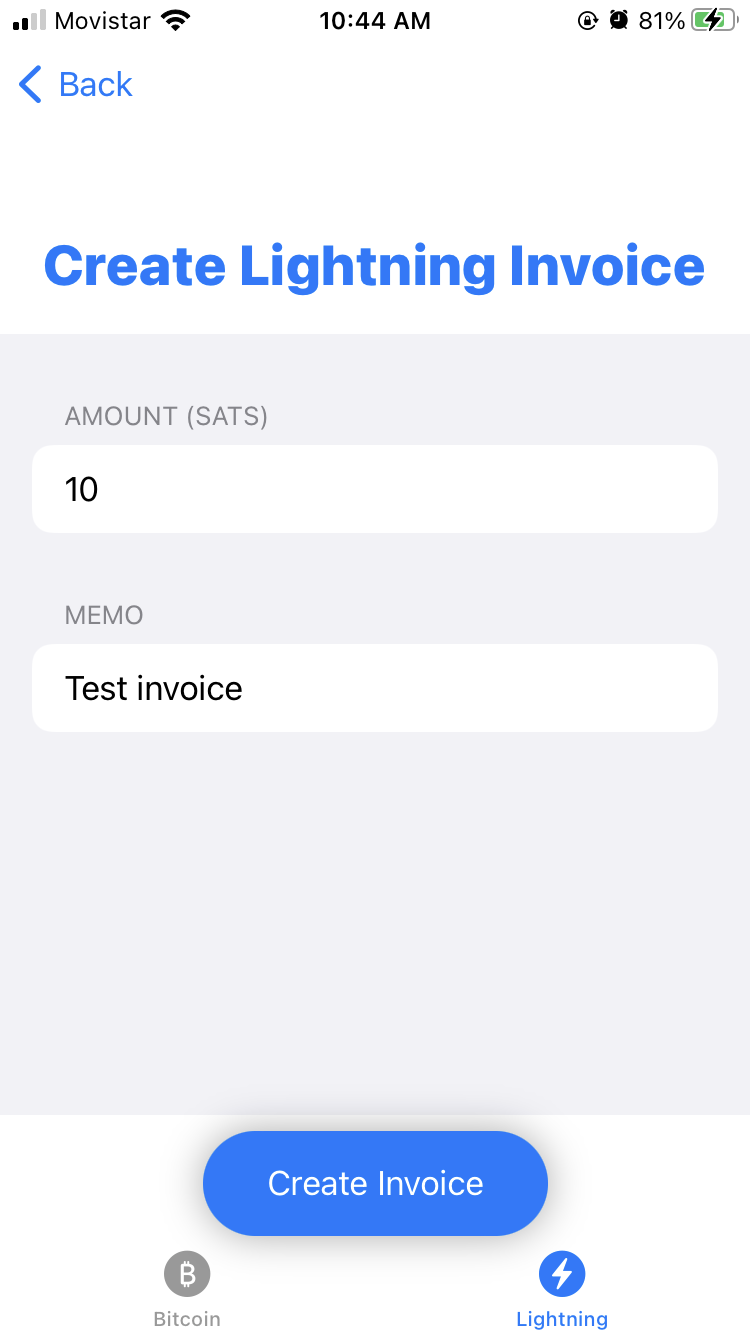 Movistar 10:44 AM 81%
Back
Create Lightning Invoice
AMOUNT (SATS)
10
MEMO
Test invoice
Create Invoice
Bitcoin Lightning